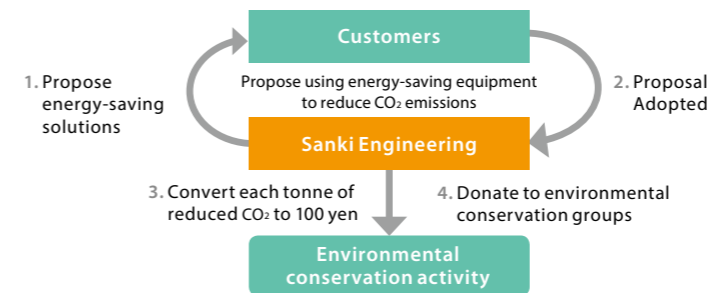 Customers
1. Propose
energy-saving
solutions
Propose using energy-saving equipment
to reduce CO₂ emissions
2. Proposal
Adopted
Sanki Engineering
3. Convert each tonne of
reduced CO₂ to 100 yen
4. Donate to environmental
conservation groups
Environmental
conservation activity